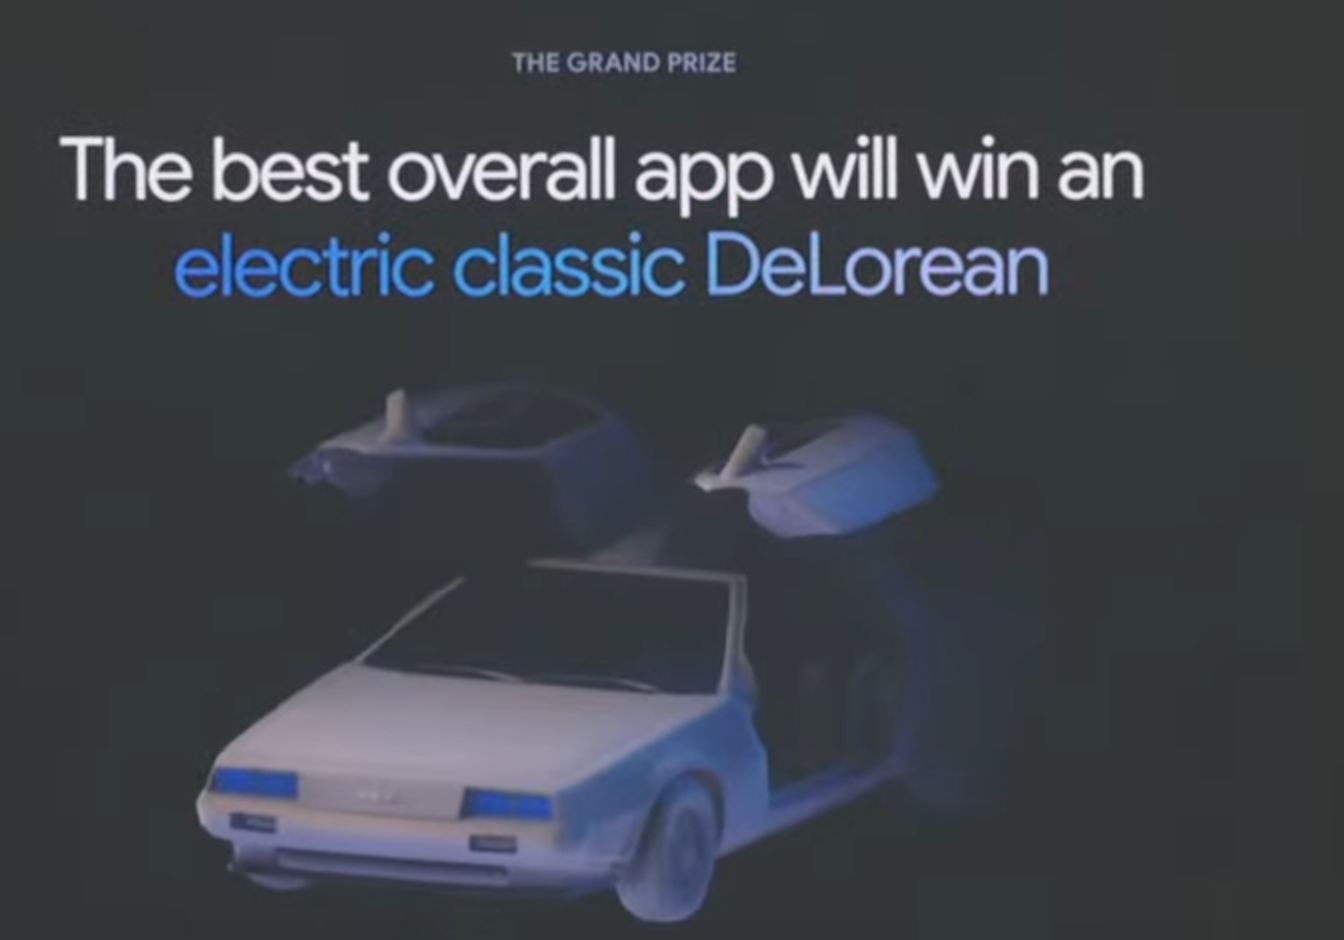 THE GRAND PRIZE
The best overall app will win an
electric classic DeLorean